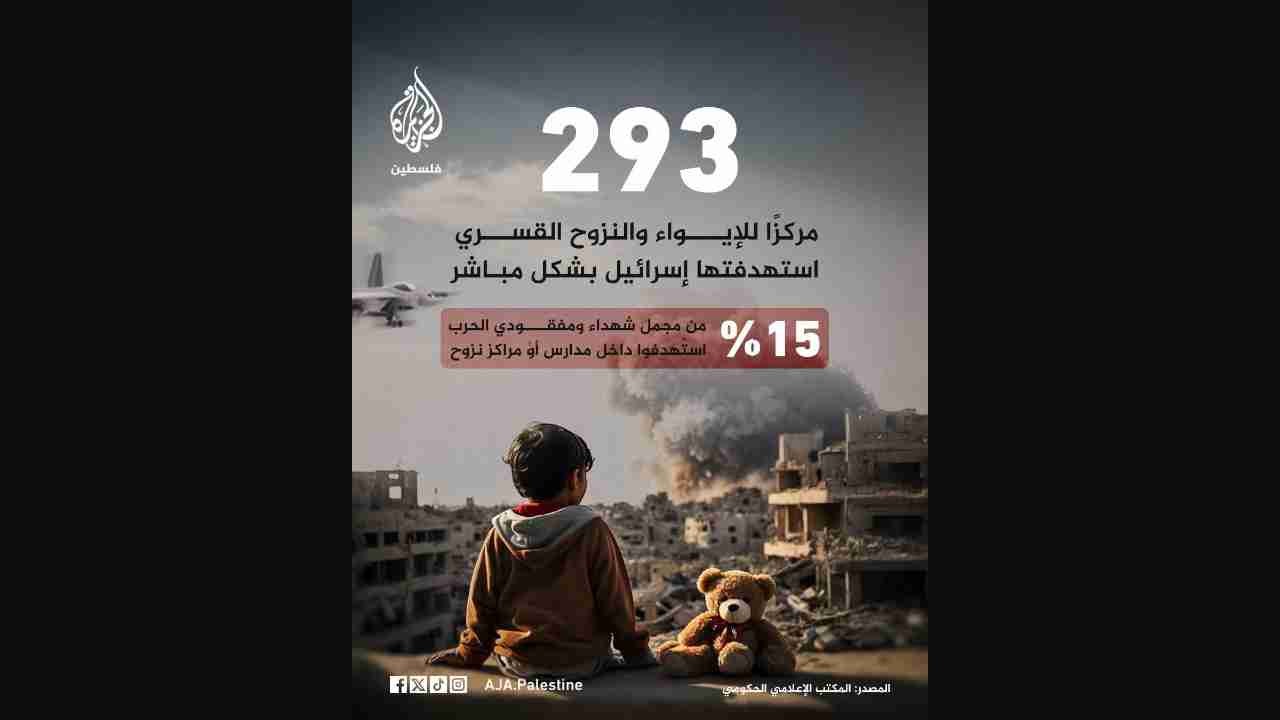 الجزيرة
فلسطين
293
مركزًا للإيـــواء والنزوح القســـري
استهدفتها إسرائيل بشكل مبـاشر
%15
من مجمل شهداء ومفقـــودي الحرب
استُهدفوا داخل مدارس أو مراكز نزوح
AJA.Palestine
المصدر: المكتب الإعلامي الحكومي